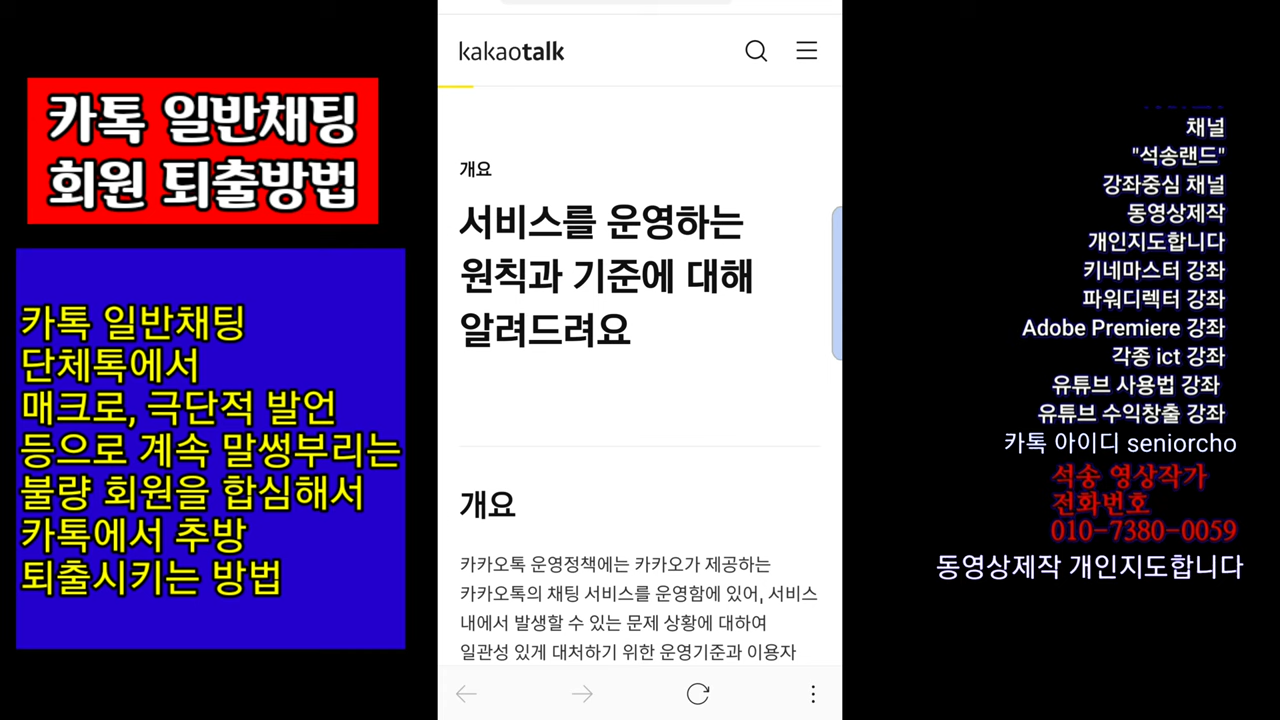 카톡 일반채팅
회원 퇴출방법
카톡 일반채팅
단체톡에서
매크로, 극단적 발언
등으로 계속 말썽부리는
불량 회원을 합심해서
카톡에서 추방
퇴출시키는 방법
kakaotalk
개요
서비스를 운영하는
원칙과 기준에 대해
알려드려요
개요
카카오톡 운영정책에는 카카오가 제공하는
카카오톡의 채팅 서비스를 운영함에 있어, 서비스
내에서 발생할 수 있는 문제 상황에 대하여
일관성 있게 대처하기 위한 운영기준과 이용자
채널
"석송랜드"
강좌중심 채널
동영상제작
개인지도합니다
키네마스터 강좌
파워디렉터 강좌
Adobe Premiere 강좌
각종 ict 강좌
유튜브 사용법 강좌
유튜브 수익창출 강좌
카톡 아이디 seniorcho
석송 영상작가
전화번호
010-7380-0059
동영상제작 개인지도합니다